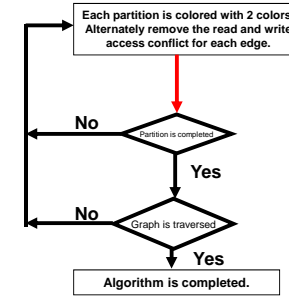 Each partition is colored with 2 colors
Alternately remove the read and write
access conflict for each edge.
No
Partition is completed
Yes
No
Graph is traversed
Yes
Algorithm is completed.